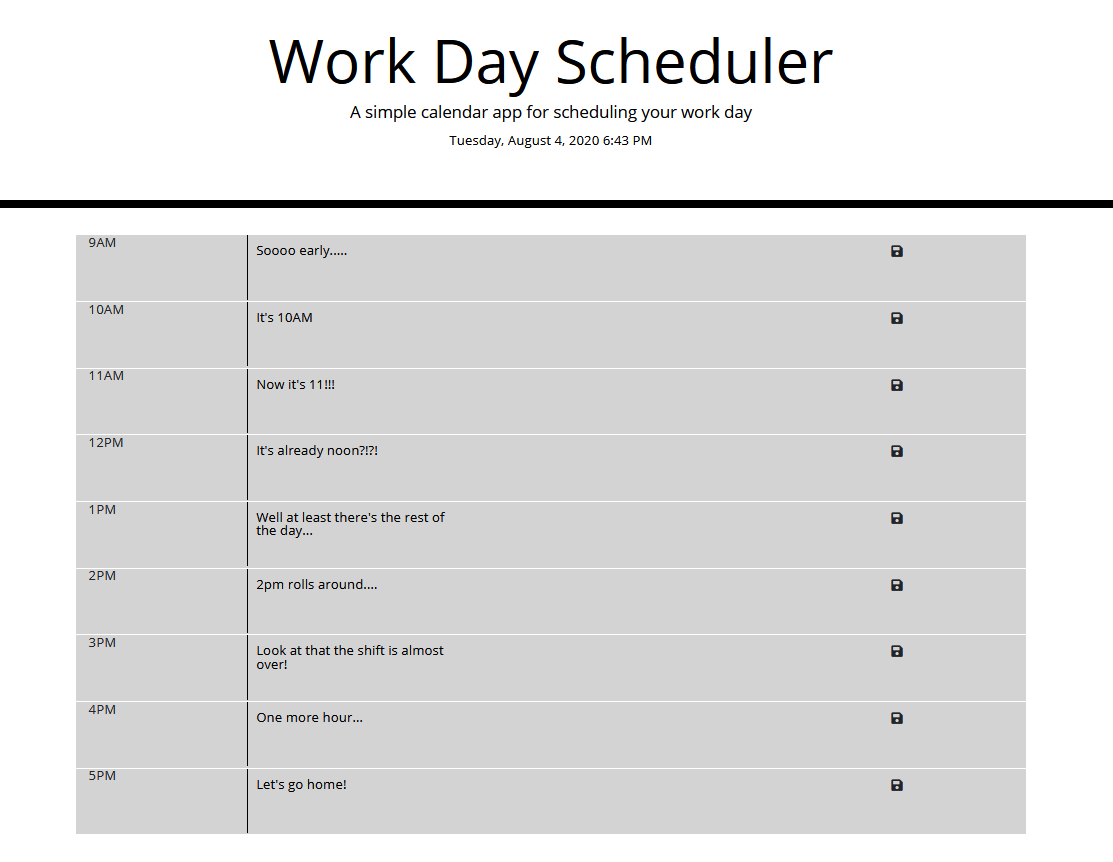 Work Day Scheduler
A simple calendar app for scheduling your work day
Tuesday, August 4, 2020 6:43 PM
9AM
Soooo early.....
10AM
It's 10AM
11AM
Now it's 11!!!
12PM
It's already noon?!?!
1PM
Well at least there's the rest of
the day...
2PM
2pm rolls around....
3PM
Look at that the shift is almost
over!
4PM
One more hour...
5PM
Let's go home!